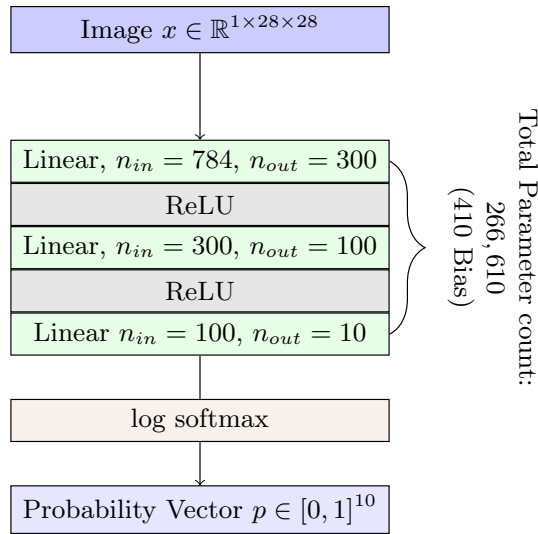 Image x ∈ ℝ^{1×28×28}
Linear, n_{in} = 784, n_{out} = 300
ReLU
Linear, n_{in} = 300, n_{out} = 100
ReLU
Linear n_{in} = 100, n_{out} = 10
log softmax
Probability Vector p ∈ [0, 1]^{10}
Total Parameter count:
266, 610
(410 Bias)